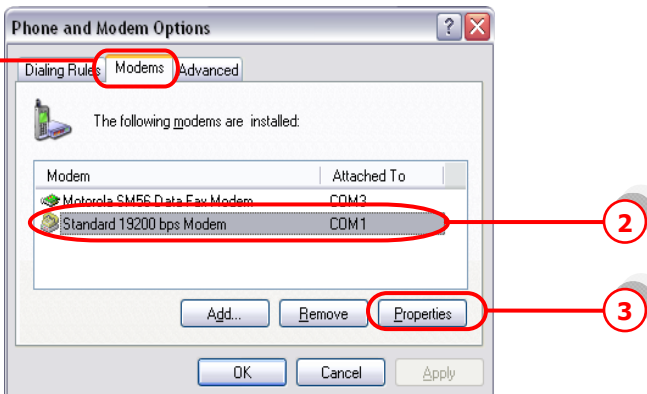 Phone and Modem Options
Dialing Rules Modems Advanced
The following modems are installed:
Modem Attached To
Motorola SM56 Data Fax Modem COM3
Standard 19200 bps Modem COM1
2
Add... Remove Properties
3
OK Cancel Apply